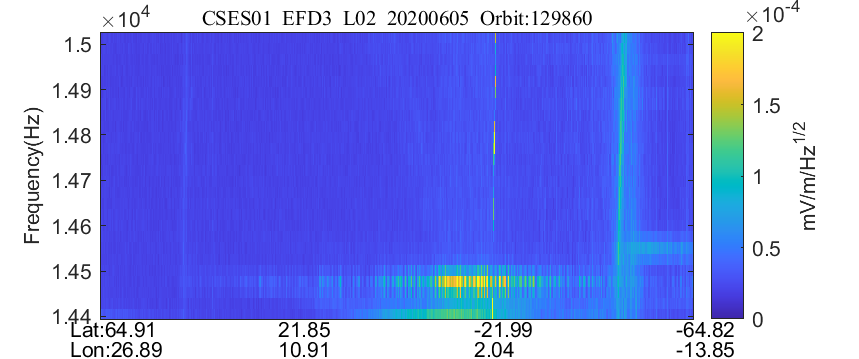 CSES01 EFD3 L02 20200605 Orbit:129860
×10⁴
×10⁻⁴
1.5
1.49
1.48
1.47
1.46
1.45
1.44
Frequency(Hz)
2
1.5
1
0.5
0
mV/m/Hz^1/2
Lat:64.91 21.85 -21.99 -64.82
Lon:26.89 10.91 2.04 -13.85